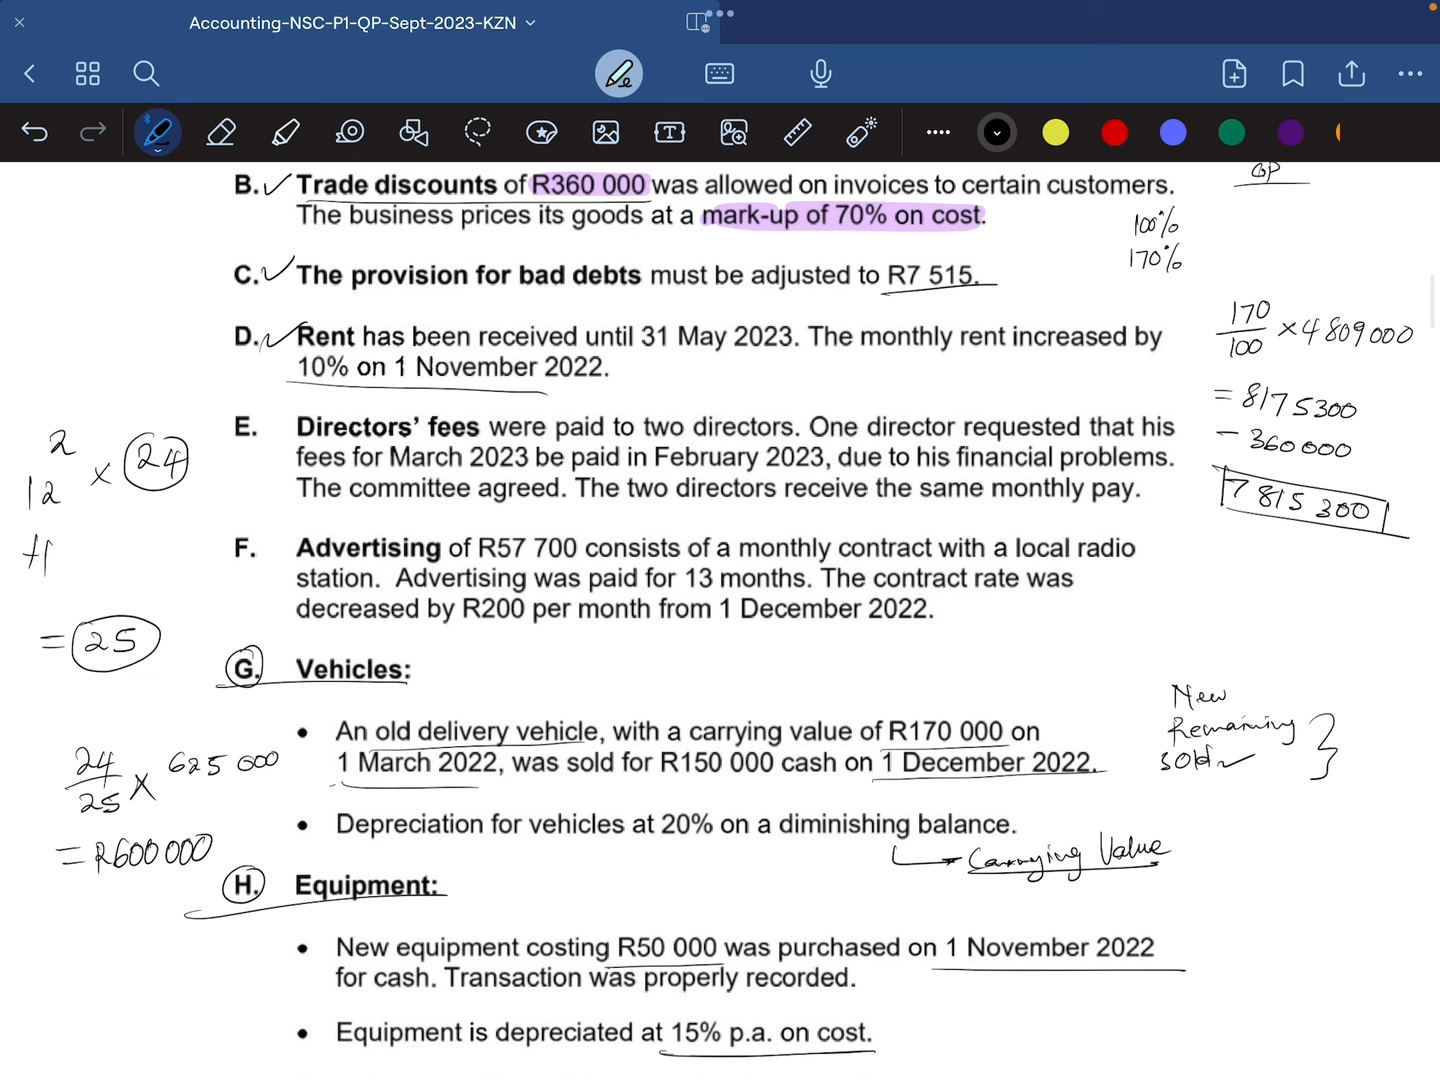 Accounting-NSC-P1-QP-Sept-2023-KZN
GP
B. Trade discounts of R360 000 was allowed on invoices to certain customers.
The business prices its goods at a mark-up of 70% on cost.
100%
170%
C. The provision for bad debts must be adjusted to R7 515.
D. Rent has been received until 31 May 2023. The monthly rent increased by
10% on 1 November 2022.
170
100
× 4 809 000
= 8175300
- 360 000
7 815 300
E. Directors' fees were paid to two directors. One director requested that his
fees for March 2023 be paid in February 2023, due to his financial problems.
The committee agreed. The two directors receive the same monthly pay.
2
12 × 24
+1
= 25
F. Advertising of R57 700 consists of a monthly contract with a local radio
station. Advertising was paid for 13 months. The contract rate was
decreased by R200 per month from 1 December 2022.
G. Vehicles:
• An old delivery vehicle, with a carrying value of R170 000 on
1 March 2022, was sold for R150 000 cash on 1 December 2022.
New
Remaining
Sold
24
25
× 625 000
= R600 000
• Depreciation for vehicles at 20% on a diminishing balance.
Carrying Value
H. Equipment:
• New equipment costing R50 000 was purchased on 1 November 2022
for cash. Transaction was properly recorded.
• Equipment is depreciated at 15% p.a. on cost.